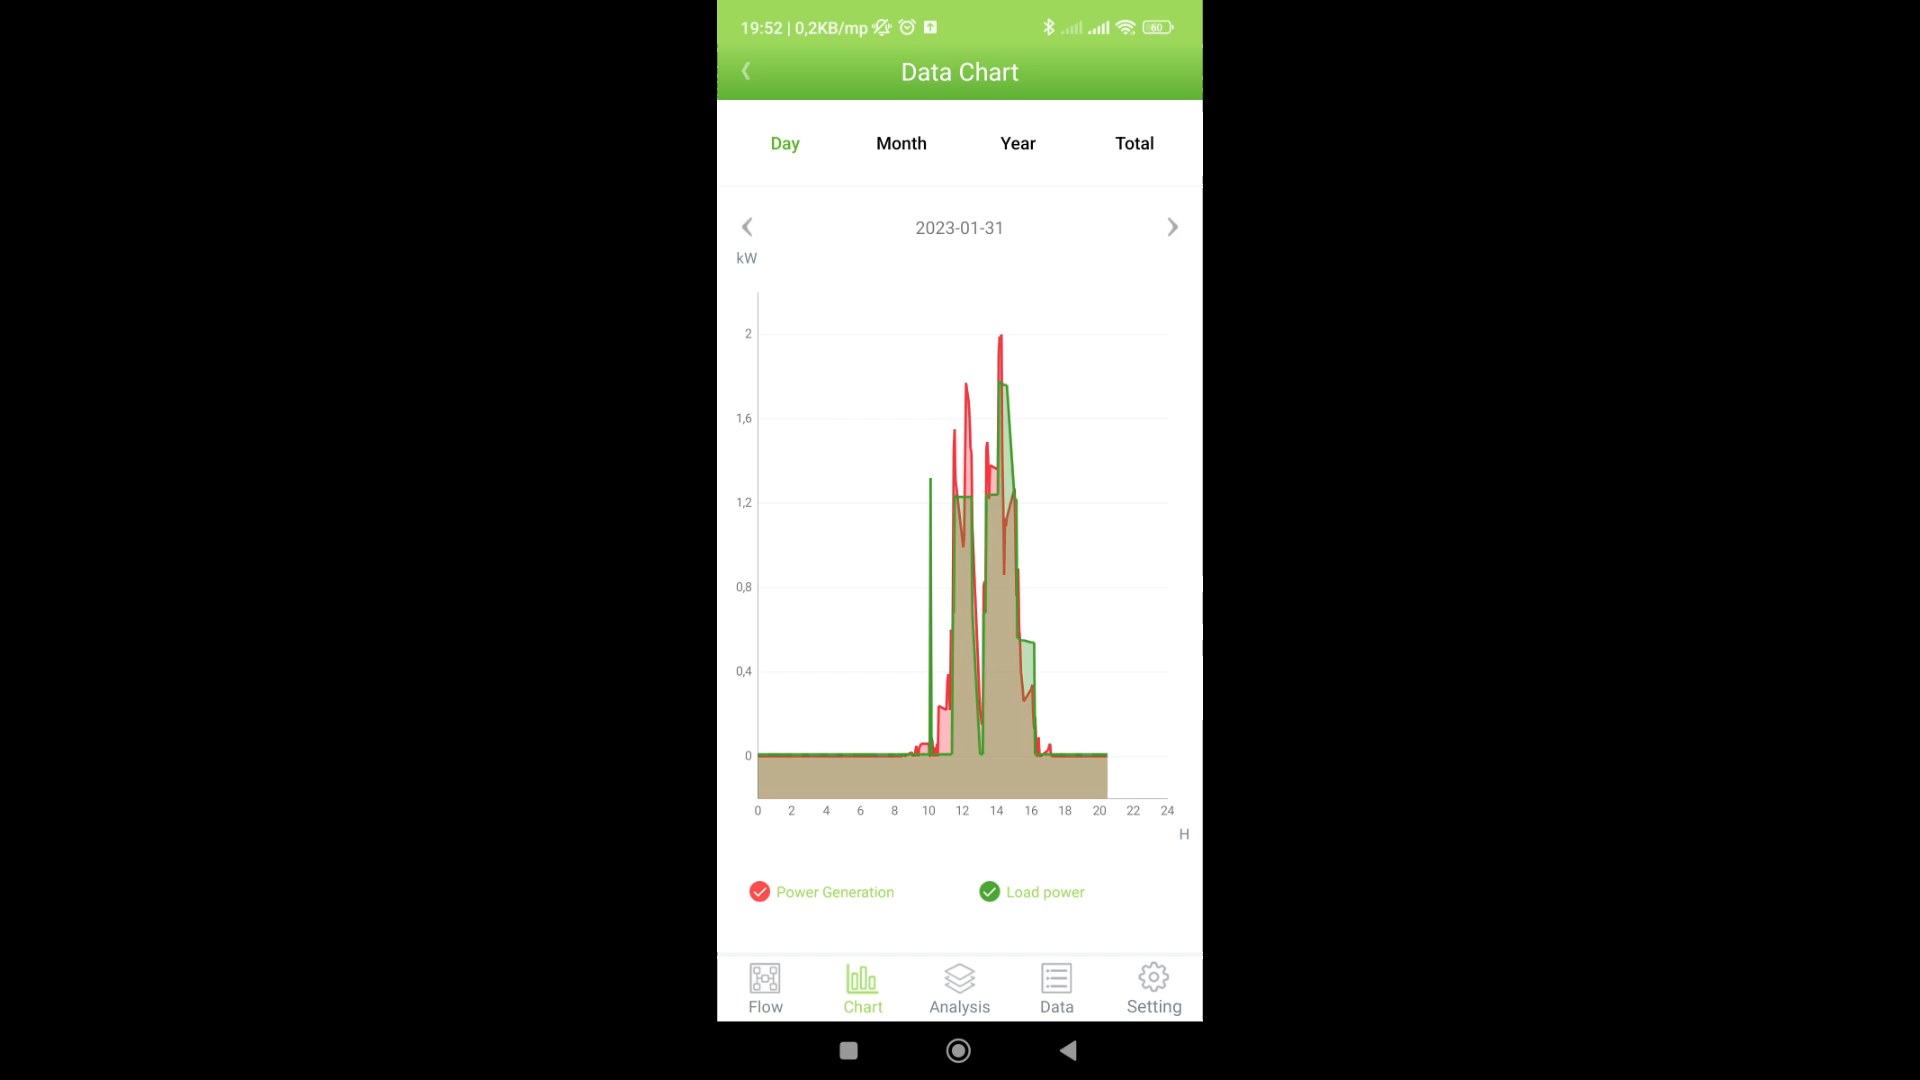 19:52 | 0,2KB/mp 60
Data Chart
Day Month Year Total
2023-01-31
kW
2
1,6
1,2
0,8
0,4
0
0 2 4 6 8 10 12 14 16 18 20 22 24
H
Power Generation Load power
Flow Chart Analysis Data Setting